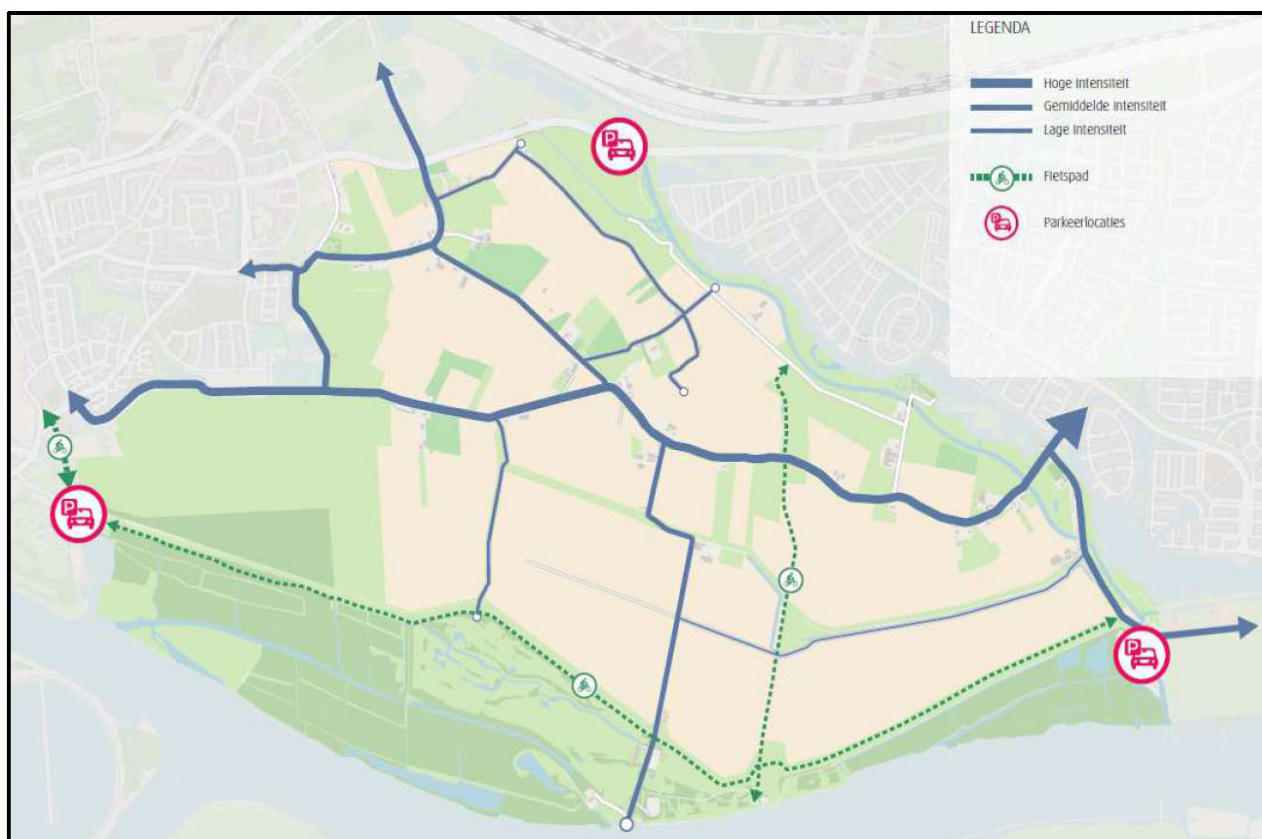 LEGENDA
Hoge intensiteit
Gemiddelde intensiteit
Lage intensiteit
Fietspad
P
Parkeerlocaties
P
P
P